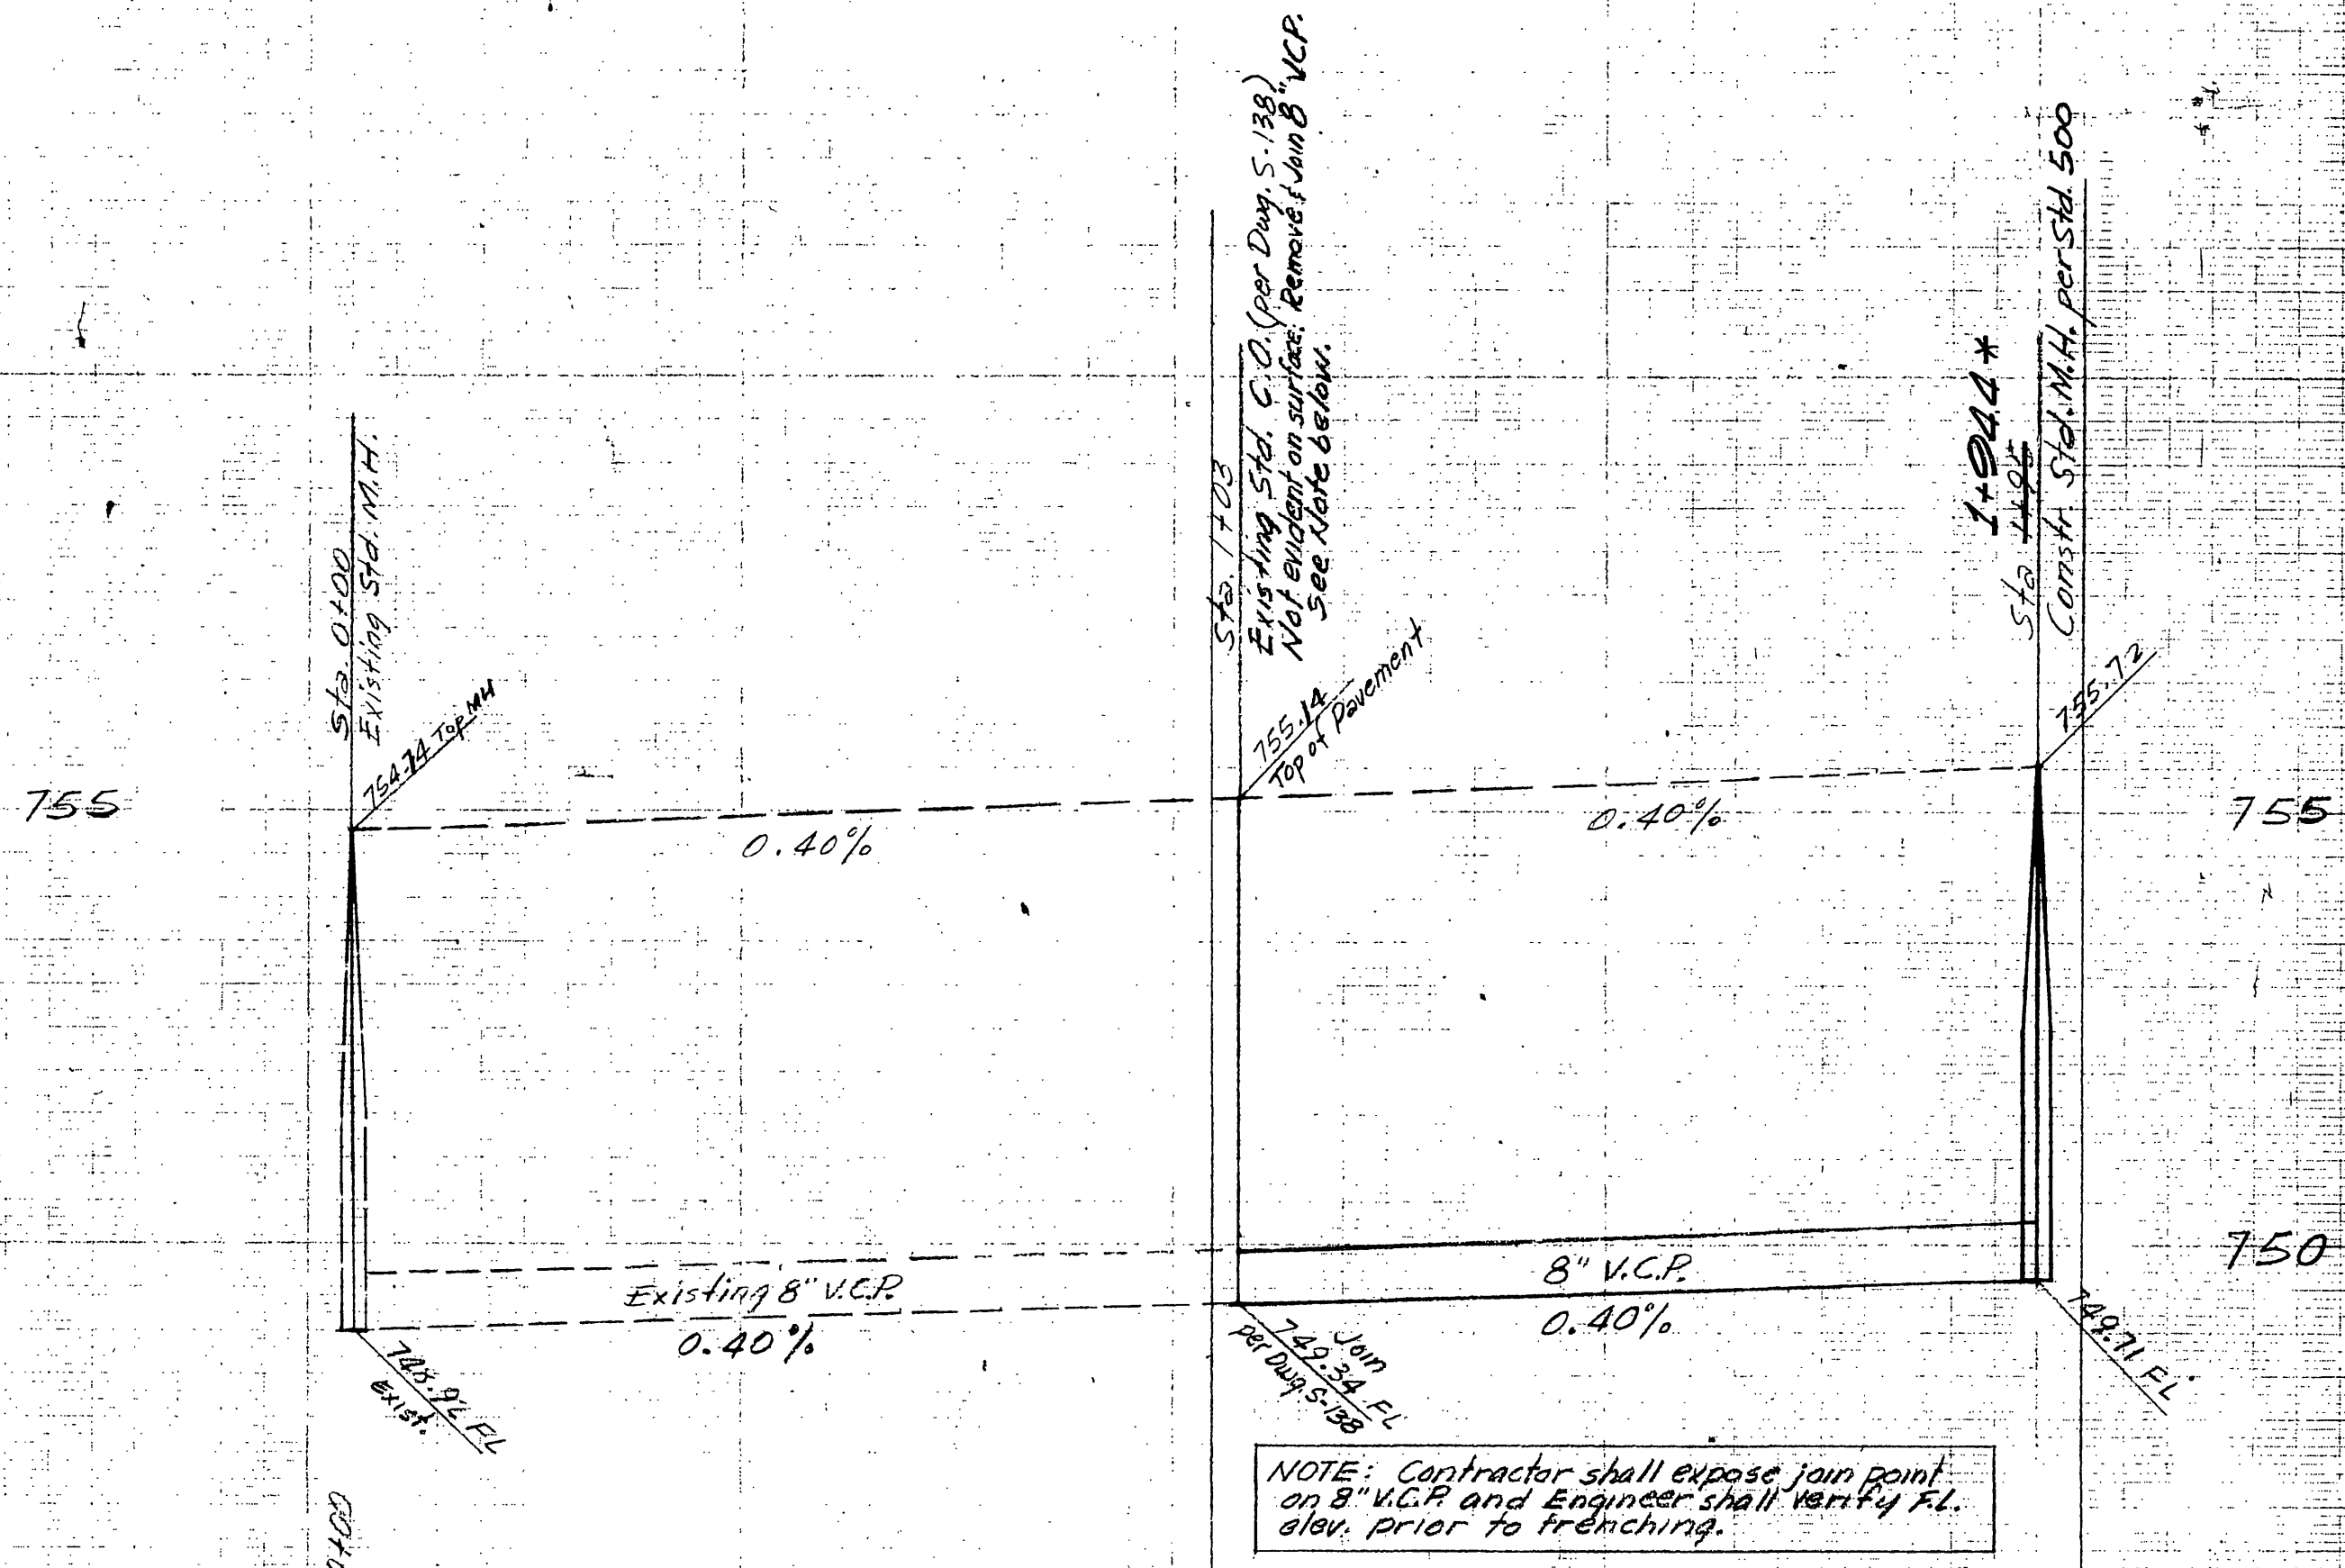 Sta. 0+00
Existing Std. M.H.
754.74 Top MH
Sta. 1+03
Existing Std. C.O. (per Dwg. S-138)
Not evident on surface. Remove & Join 8" VCP.
See Note below.
755.14
Top of Pavement
1+944 *
Sta 1+95
Constr. Std. M.H. per Std. 500
755.72
755
755
0.40%
0.40%
750
Existing 8" V.C.P.
0.40%
8" V.C.P.
0.40%
FL
Exist.
Join
749.34 FL
per Dwg. S-138
749.71 FL
NOTE: Contractor shall expose join point
on 8" V.C.P. and Engineer shall verify F.L.
elev. prior to trenching.